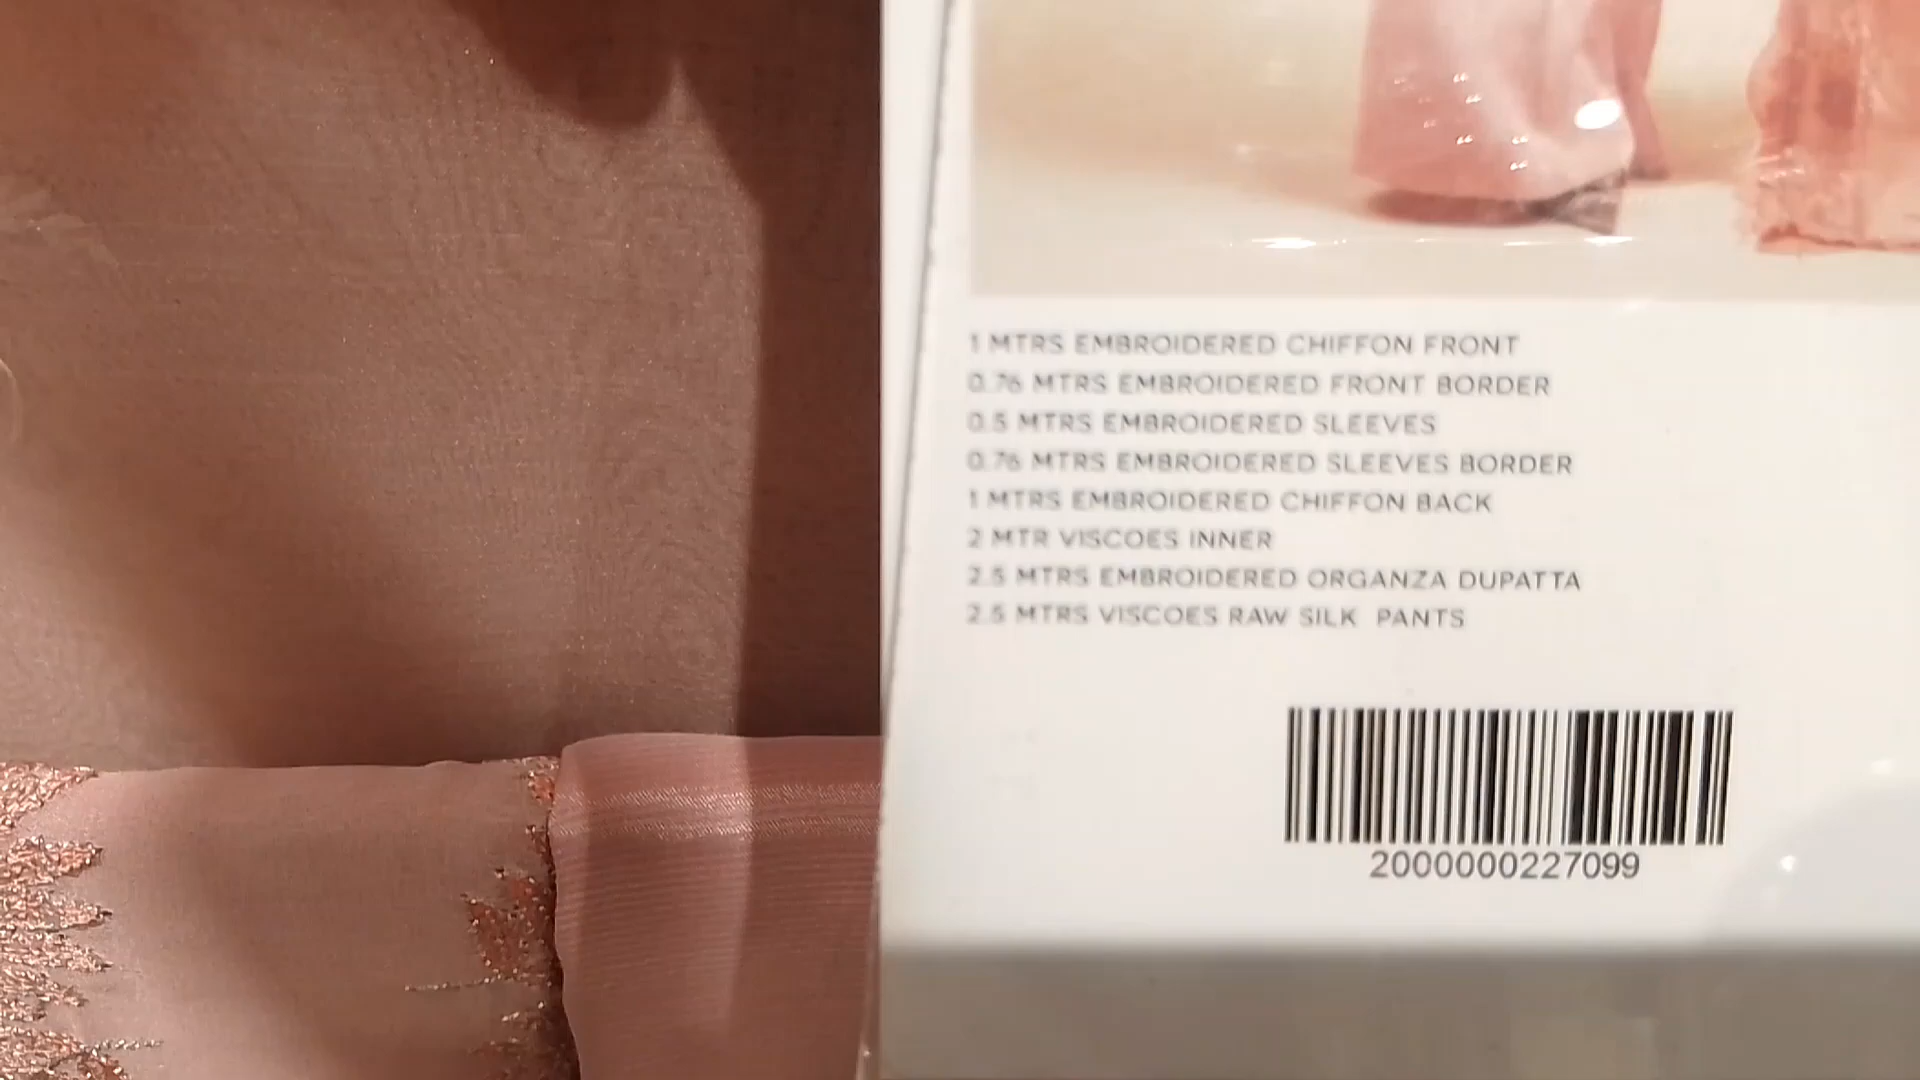 1 MTRS EMBROIDERED CHIFFON FRONT
0.76 MTRS EMBROIDERED FRONT BORDER
0.5 MTRS EMBROIDERED SLEEVES
0.76 MTRS EMBROIDERED SLEEVES BORDER
1 MTRS EMBROIDERED CHIFFON BACK
2 MTR VISCOES INNER
2.5 MTRS EMBROIDERED ORGANZA DUPATTA
2.5 MTRS VISCOES RAW SILK PANTS
2000000227099